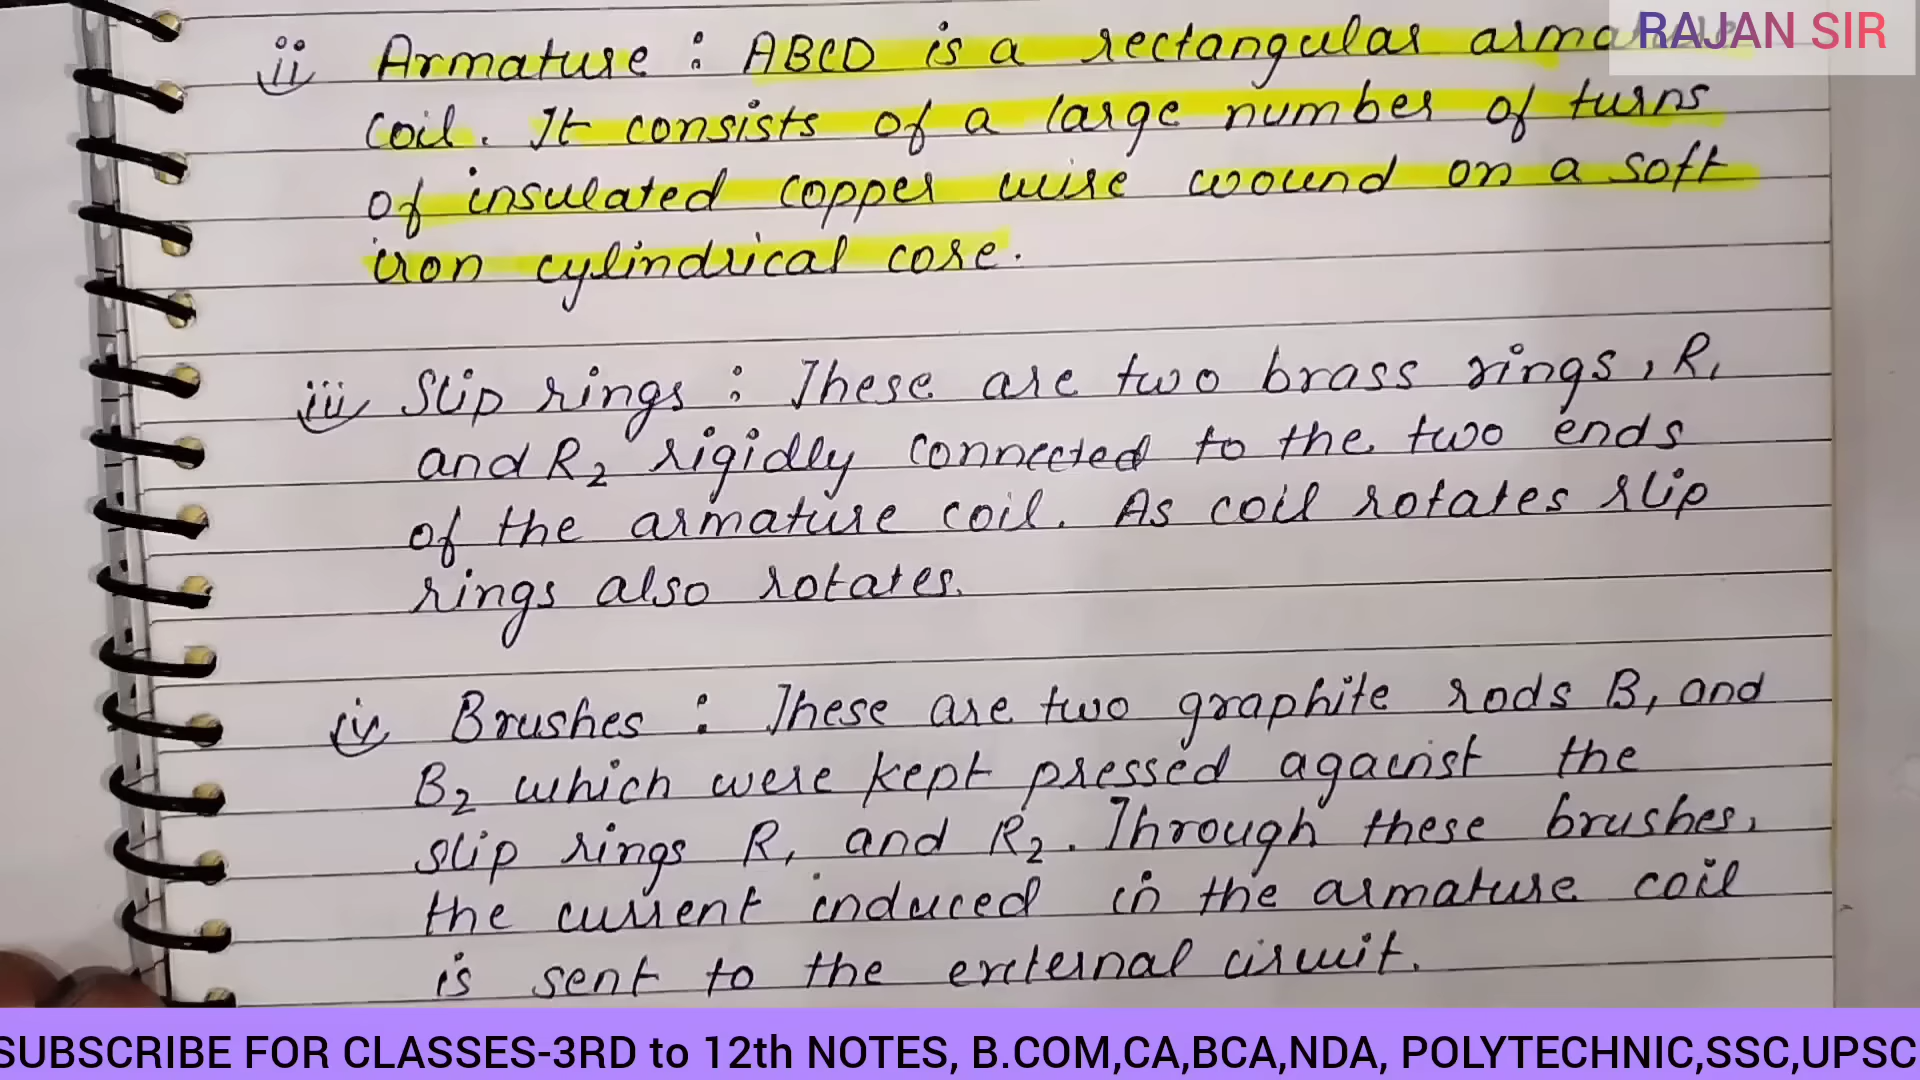 RAJAN SIR
ii) Armature : ABCD is a rectangular armature
coil. It consists of a large number of turns
of insulated copper wire wound on a soft
iron cylindrical core.
iii) Slip rings : These are two brass rings, R₁
and R₂ rigidly connected to the two ends
of the armature coil. As coil rotates slip
rings also rotates.
iv) Brushes : These are two graphite rods B₁ and
B₂ which were kept pressed against the
slip rings R₁ and R₂. Through these brushes,
the current induced in the armature coil
is sent to the external circuit.
SUBSCRIBE FOR CLASSES-3RD to 12th NOTES, B.COM,CA,BCA,NDA, POLYTECHNIC,SSC,UPSC